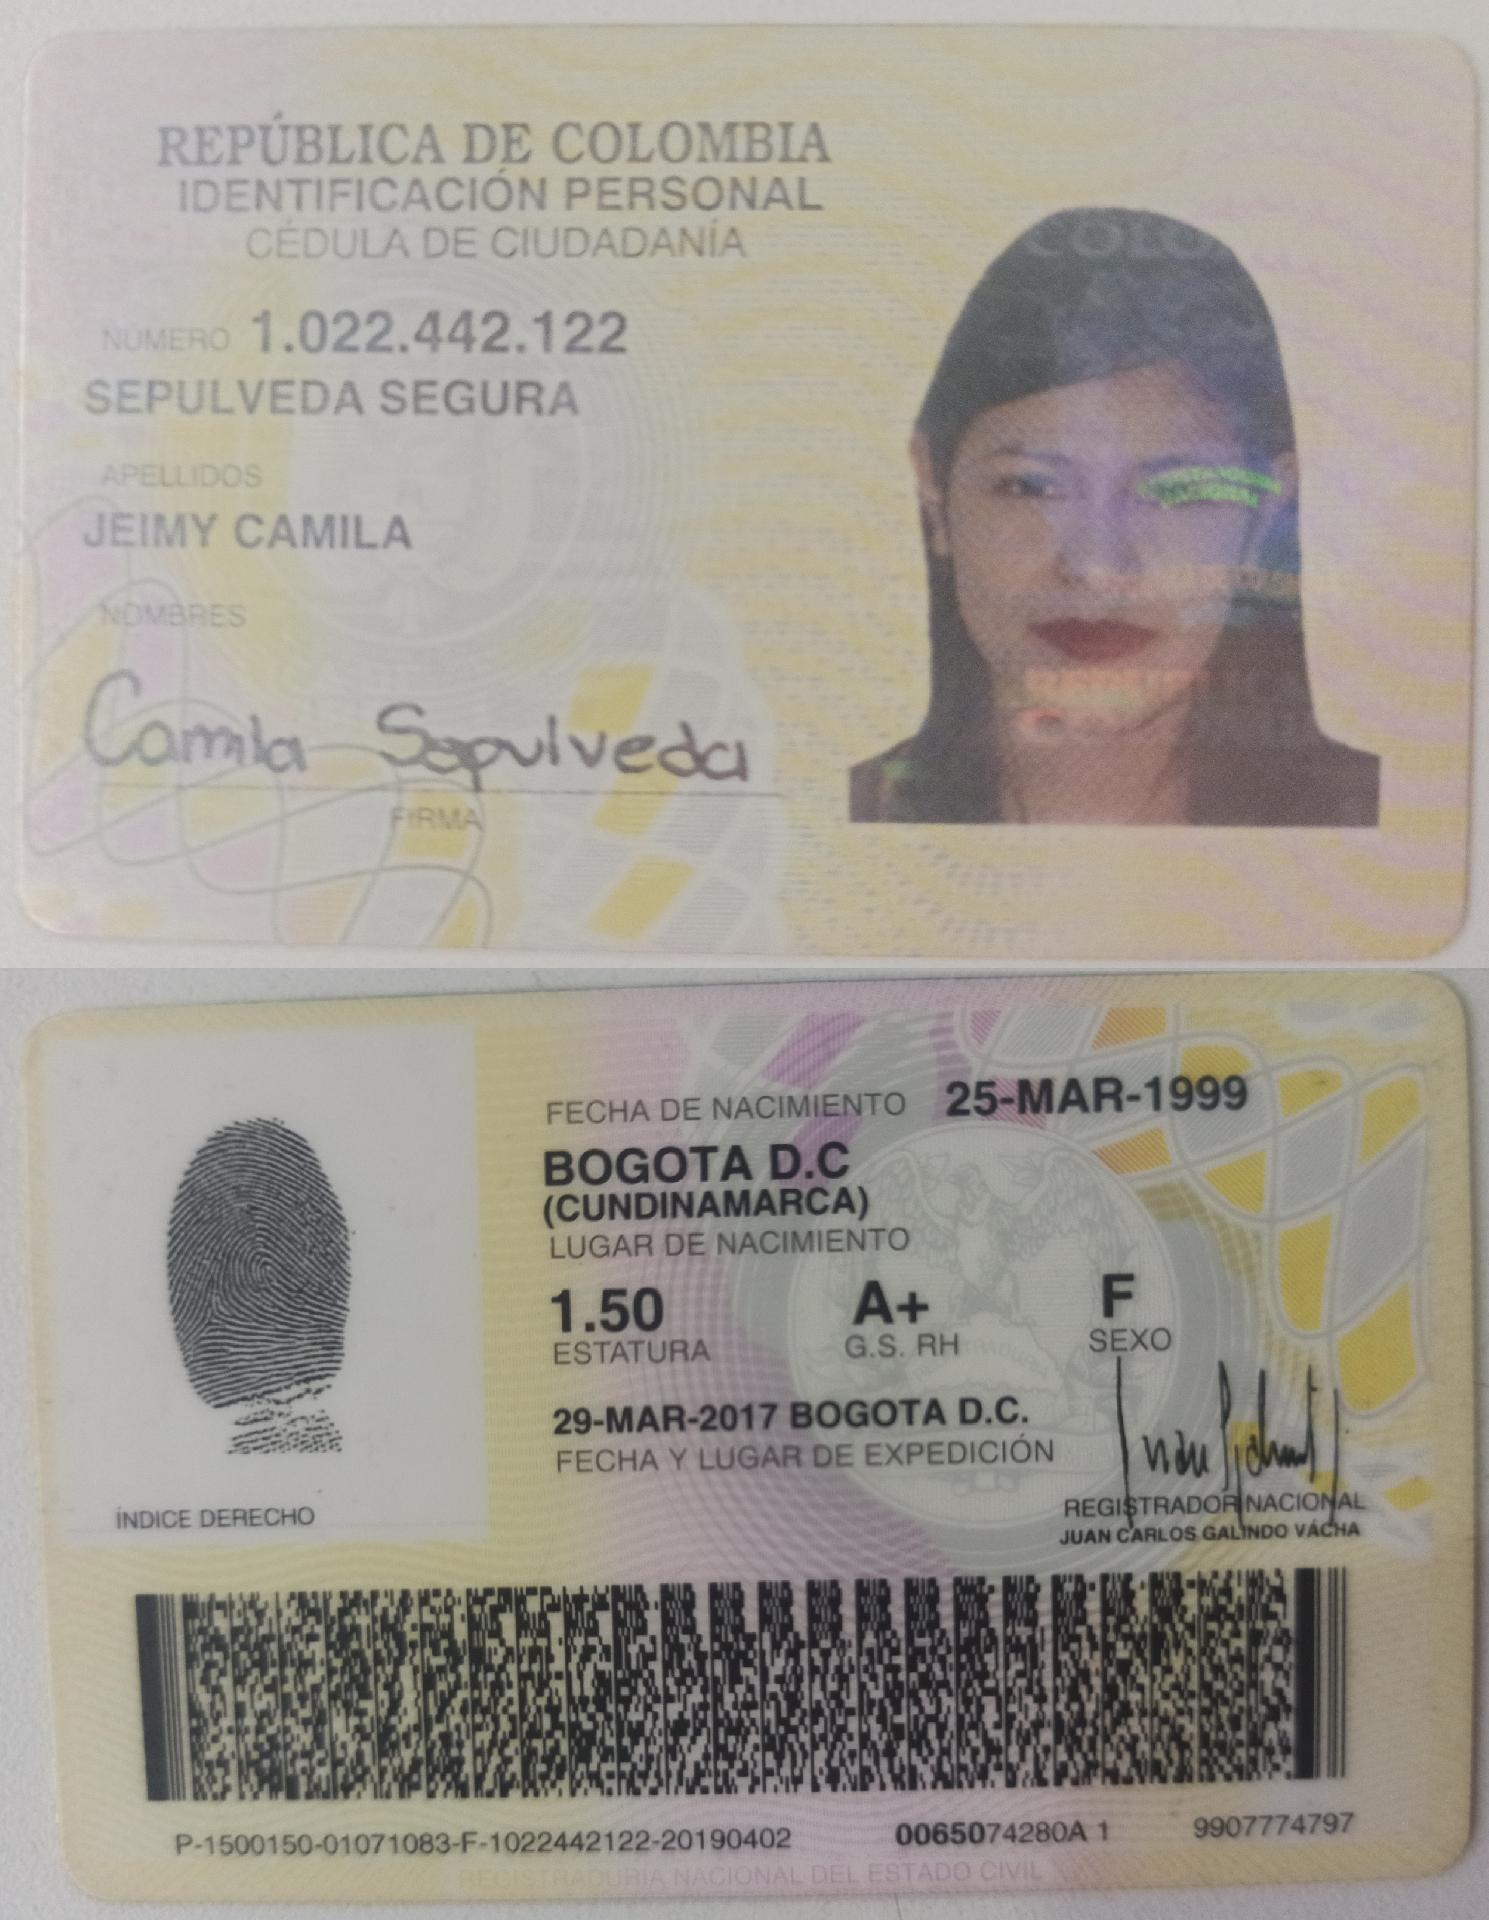 REPÚBLICA DE COLOMBIA
IDENTIFICACIÓN PERSONAL
CÉDULA DE CIUDADANÍA
NÚMERO 1.022.442.122
SEPULVEDA SEGURA
APELLIDOS
JEIMY CAMILA
NOMBRES
Camila Sepulveda
FIRMA
FECHA DE NACIMIENTO 25-MAR-1999
BOGOTA D.C
(CUNDINAMARCA)
LUGAR DE NACIMIENTO
1.50 A+ F
ESTATURA G.S. RH SEXO
29-MAR-2017 BOGOTA D.C.
FECHA Y LUGAR DE EXPEDICIÓN
REGISTRADOR NACIONAL
JUAN CARLOS GALINDO VÁCHA
ÍNDICE DERECHO
P-1500150-01071083-F-1022442122-20190402 0065074280A 1 9907774797
REGISTRADURÍA NACIONAL DEL ESTADO CIVIL